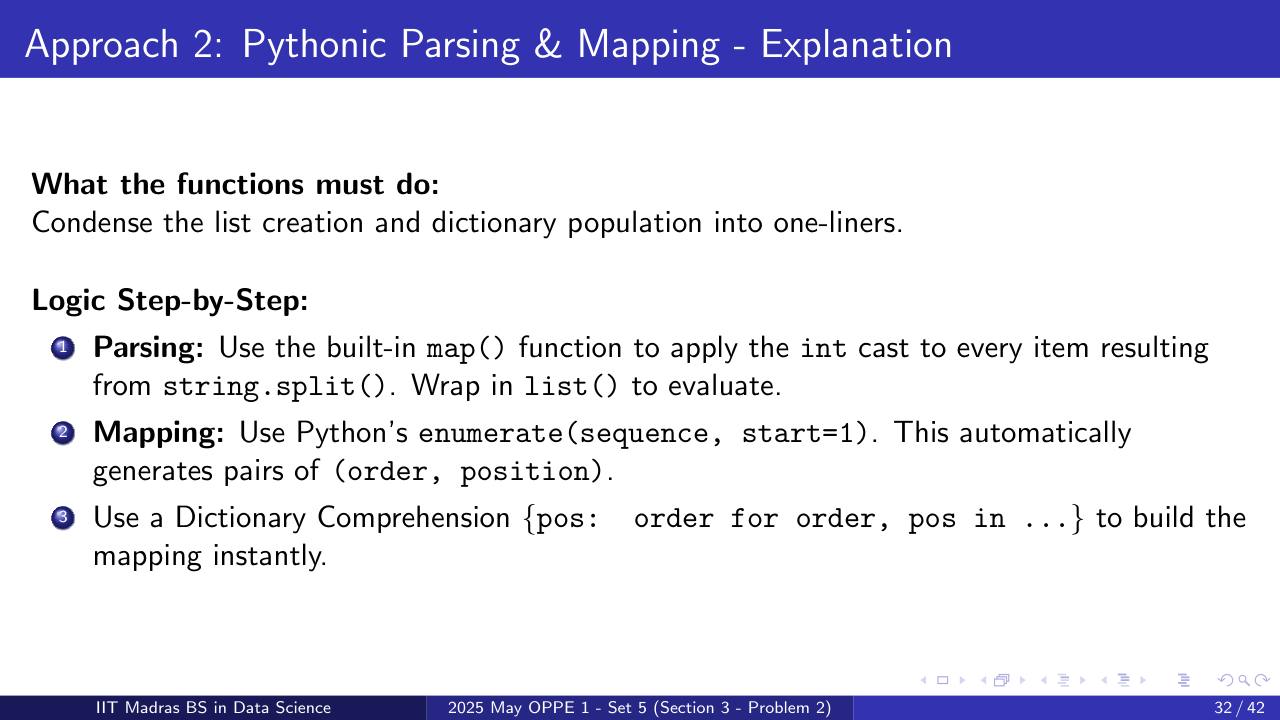 Approach 2: Pythonic Parsing & Mapping - Explanation
What the functions must do:
Condense the list creation and dictionary population into one-liners.
Logic Step-by-Step:
1 Parsing: Use the built-in map() function to apply the int cast to every item resulting
from string.split(). Wrap in list() to evaluate.
2 Mapping: Use Python's enumerate(sequence, start=1). This automatically
generates pairs of (order, position).
3 Use a Dictionary Comprehension {pos: order for order, pos in ...} to build the
mapping instantly.
IIT Madras BS in Data Science 2025 May OPPE 1 - Set 5 (Section 3 - Problem 2) 32 / 42